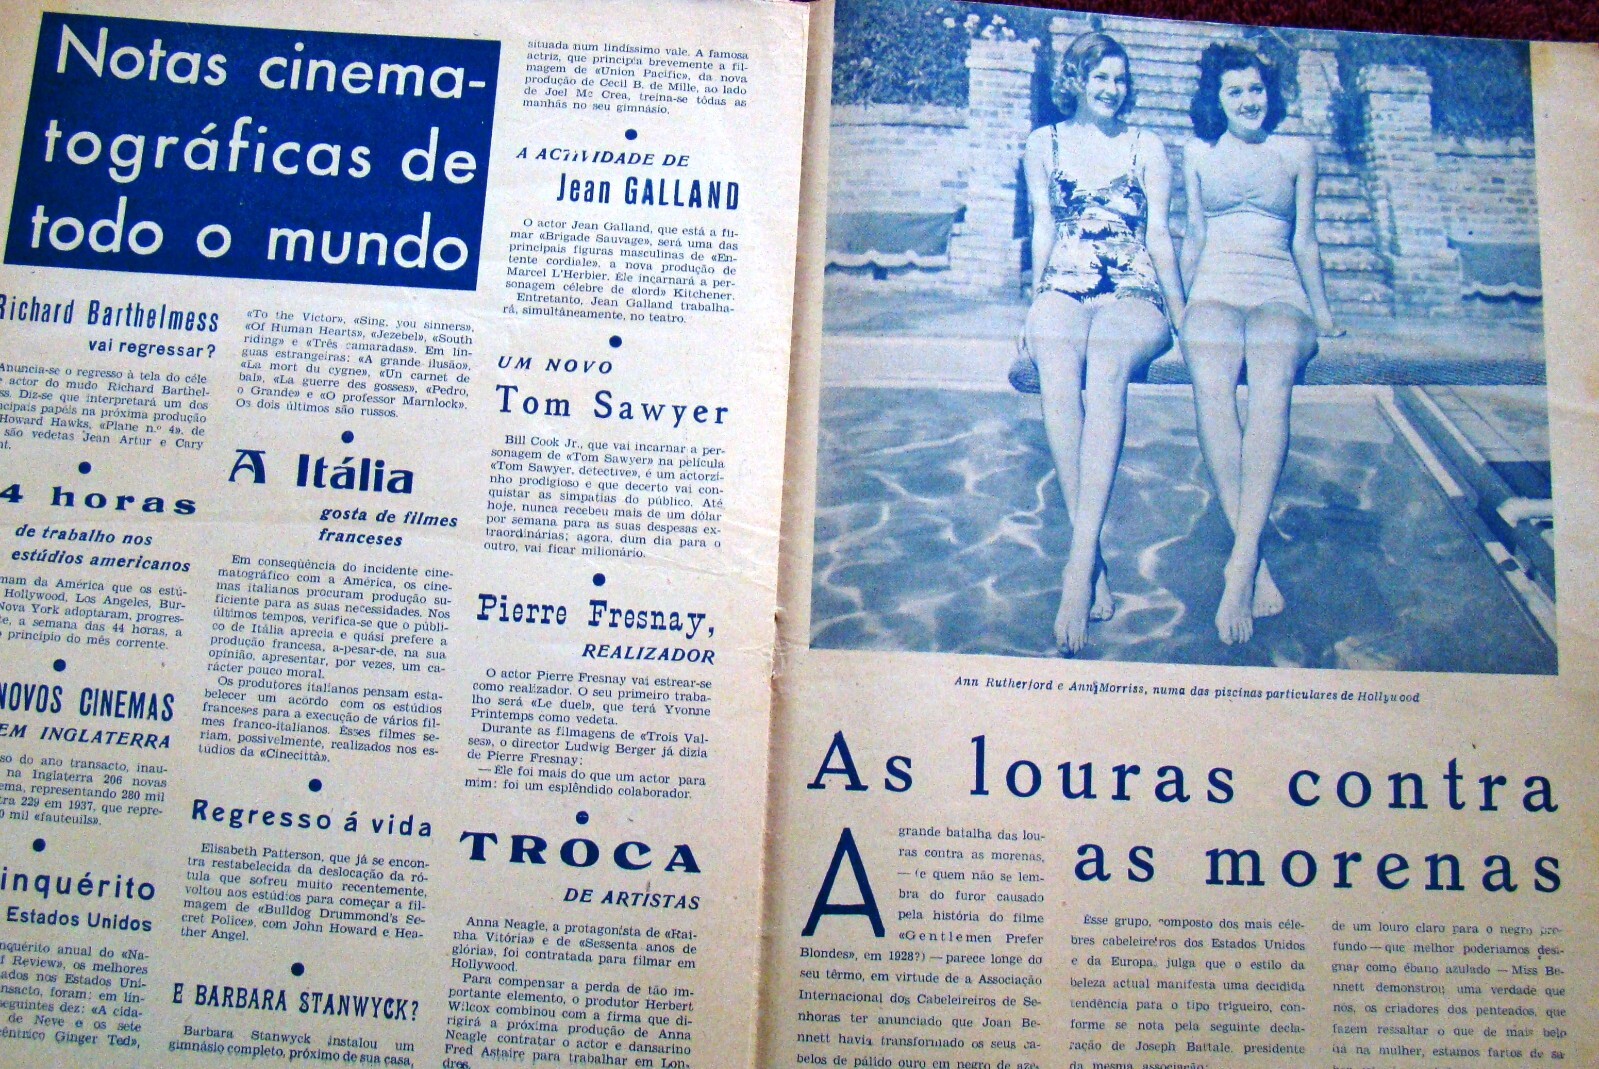 Notas cinema-
tográficas de
todo o mundo
Richard Barthelmess
vai regressar?
Anuncia-se o regresso à tela do céle
actor do mudo Richard Barthel-
ss. Diz-se que interpretará um dos
ncipais papéis na próxima produção
Howard Hawks, «Plane n.º 4», de
são vedetas Jean Artur e Cary
nt.
4 horas
de trabalho nos
estúdios americanos
mam da América que os estú-
Hollywood, Los Angeles, Bur-
Nova York adoptaram, progres-
te, a semana das 44 horas, a
princípio do mês corrente.
NOVOS CINEMAS
EM INGLATERRA
so do ano transacto, inau-
na Inglaterra 206 novas
ema, representando 280 mil
tra 229 em 1937, que repre-
0 mil «fauteuils».
inquérito
Estados Unidos
nquérito anual do «Na-
f Review», os melhores
ados nos Estados Uni-
nsacto, foram: em lín-
seguintes dez: «A cida-
de Neve e os sete
cêntrico Ginger Ted»,
«To the Victor», «Sing, you sinners»,
«Of Human Hearts», «Jezebel», «South
riding» e «Três camaradas». Em lín-
guas estrangeiras: «A grande ilusão»,
«La mort du cygne», «Un carnet de
bal», «La guerre des gosses», «Pedro,
o Grande» e «O professor Marnlock».
Os dois últimos são russos.
A Itália
gosta de filmes
franceses
Em conseqüência do incidente cine-
matográfico com a América, os cine-
mas italianos procuram produção su-
ficiente para as suas necessidades. Nos
últimos tempos, verifica-se que o públi-
co de Itália aprecia e quási prefere a
produção francesa, a-pesar-de, na sua
opinião, apresentar, por vezes, um ca-
rácter pouco moral.
Os produtores italianos pensam esta-
belecer um acôrdo com os estúdios
franceses para a execução de vários fil-
mes franco-italianos. Êsses filmes se-
riam, possivelmente, realizados nos es-
túdios da «Cinecittà».
Regresso á vida
Elisabeth Patterson, que já se encon-
tra restabelecida da deslocação da ró-
tula que sofreu muito recentemente,
voltou aos estúdios para começar a fil-
magem de «Bulldog Drummond's Se-
cret Police», com John Howard e Hea-
ther Angel.
E BARBARA STANWYCK?
Barbara Stanwyck instalou um
gimnásio completo, próximo de sua casa,
situada num lindíssimo vale. A famosa
actriz, que principia brevemente a fil-
magem de «Union Pacific», da nova
produção de Cecil B. de Mille, ao lado
de Joel Mc Crea, treina-se tôdas as
manhãs no seu gimnásio.
A ACTIVIDADE DE
Jean GALLAND
O actor Jean Galland, que está a fil-
mar «Brigade Sauvage», será uma das
principais figuras masculinas de «En-
tente cordiale», a nova produção de
Marcel L'Herbier. Êle incarnará a per-
sonagem célebre de «lord» Kitchener.
Entretanto, Jean Galland trabalha-
rá, simultâneamente, no teatro.
UM NOVO
Tom Sawyer
Bill Cook Jr., que vai incarnar a per-
sonagem de «Tom Sawyer» na película
«Tom Sawyer, detective», é um actorzi-
nho prodigioso e que decerto vai con-
quistar as simpatias do público. Até
hoje, nunca recebeu mais de um dólar
por semana para as suas despesas ex-
traordinárias; agora, dum dia para o
outro, vai ficar milionário.
Pierre Fresnay,
REALIZADOR
O actor Pierre Fresnay vai estrear-se
como realizador. O seu primeiro traba-
lho será «Le duel», que terá Yvonne
Printemps como vedeta.
Durante as filmagens de «Trois Val-
ses», o director Ludwig Berger já dizia
de Pierre Fresnay:
— Êle foi mais do que um actor para
mim: foi um esplêndido colaborador.
TROCA
DE ARTISTAS
Anna Neagle, a protagonista de «Raí-
nha Vitória» e de «Sessenta anos de
glória», foi contratada para filmar em
Hollywood.
Para compensar a perda de tão im-
portante elemento, o produtor Herbert
Wilcox combinou com a firma que di-
rigirá a próxima produção de Anna
Neagle contratar o actor e dansarino
Fred Astaire para trabalhar em Lon-
dres.
Ann Rutherford e Ann Morriss, numa das piscinas particulares de Hollywood
As louras contra
as morenas
A grande batalha das lou-
ras contra as morenas,
— (e quem não se lem-
bra do furor causado
pela história do filme
«Gentlemen Prefer
Blondes», em 1928?) — parece longe do
seu têrmo, em virtude de a Associação
Internacional dos Cabeleireiros de Se-
nhoras ter anunciado que Joan Be-
nnett havia transformado os seus ca-
belos de pálido ouro em negro de aze-
Êsse grupo, composto dos mais céle-
bres cabeleireiros dos Estados Unidos
e da Europa, julga que o estilo da
beleza actual manifesta uma decidida
tendência para o tipo trigueiro, con-
forme se nota pela seguinte decla-
ração de Joseph Battale, presidente
da mesma associação:
de um louro claro para o negro pro-
fundo — que melhor poderiamos desi-
gnar como ébano azulado — Miss Be-
nnett demonstrou uma verdade que
nós, os criadores dos penteados, que
fazem ressaltar o que de mais belo
há na mulher, estamos fartos de sa-